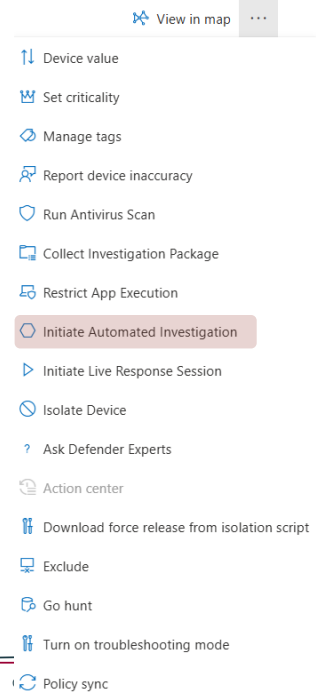 View in map
Device value
Set criticality
Manage tags
Report device inaccuracy
Run Antivirus Scan
Collect Investigation Package
Restrict App Execution
Initiate Automated Investigation
Initiate Live Response Session
Isolate Device
? Ask Defender Experts
Action center
Download force release from isolation script
Exclude
Go hunt
Turn on troubleshooting mode
Policy sync